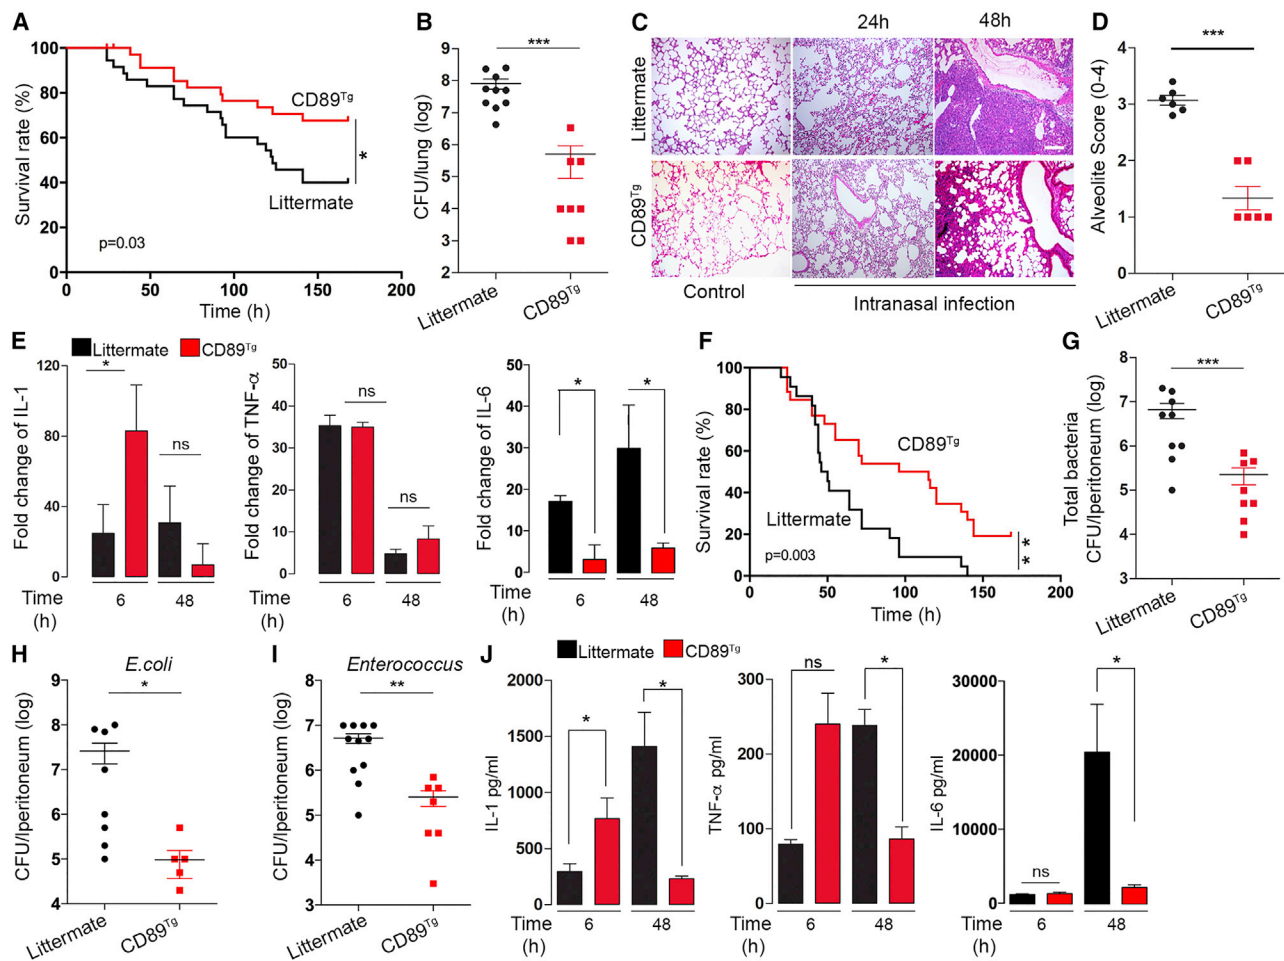 A
Survival rate (%)
100
80
60
40
20
0
CD89Tg
*
Littermate
p=0.03
0 50 100 150 200
Time (h)
B
CFU/lung (log)
9
8
7
6
5
4
3
2
***
Littermate
CD89Tg
C
24h 48h
Littermate
CD89Tg
Control
Intranasal infection
D
Alveolite Score (0-4)
4
3
2
1
0
***
Littermate
CD89Tg
E
Littermate CD89Tg
Fold change of IL-1
120
80
40
0
*
ns
Time
(h)
6 48
Fold change of TNF-α
50
40
30
20
10
0
ns
ns
Time
(h)
6 48
Fold change of IL-6
50
40
30
20
10
0
*
*
Time
(h)
6 48
F
Survival rate (%)
100
80
60
40
20
0
CD89Tg
Littermate
p=0.003
**
0 50 100 150 200
Time (h)
G
Total bacteria
CFU/Iperitoneum (log)
8
7
6
5
4
3
***
Littermate
CD89Tg
H
E.coli
CFU/Iperitoneum (log)
9
8
7
6
5
4
*
Littermate
CD89Tg
I
Enterococcus
CFU/Iperitoneum (log)
8
7
6
5
4
3
**
Littermate
CD89Tg
J
Littermate CD89Tg
IL-1 pg/ml
2000
1500
1000
500
0
*
*
Time
(h)
6 48
TNF-α pg/ml
300
200
100
0
ns
*
Time
(h)
6 48
IL-6 pg/ml
30000
20000
10000
0
ns
*
Time
(h)
6 48